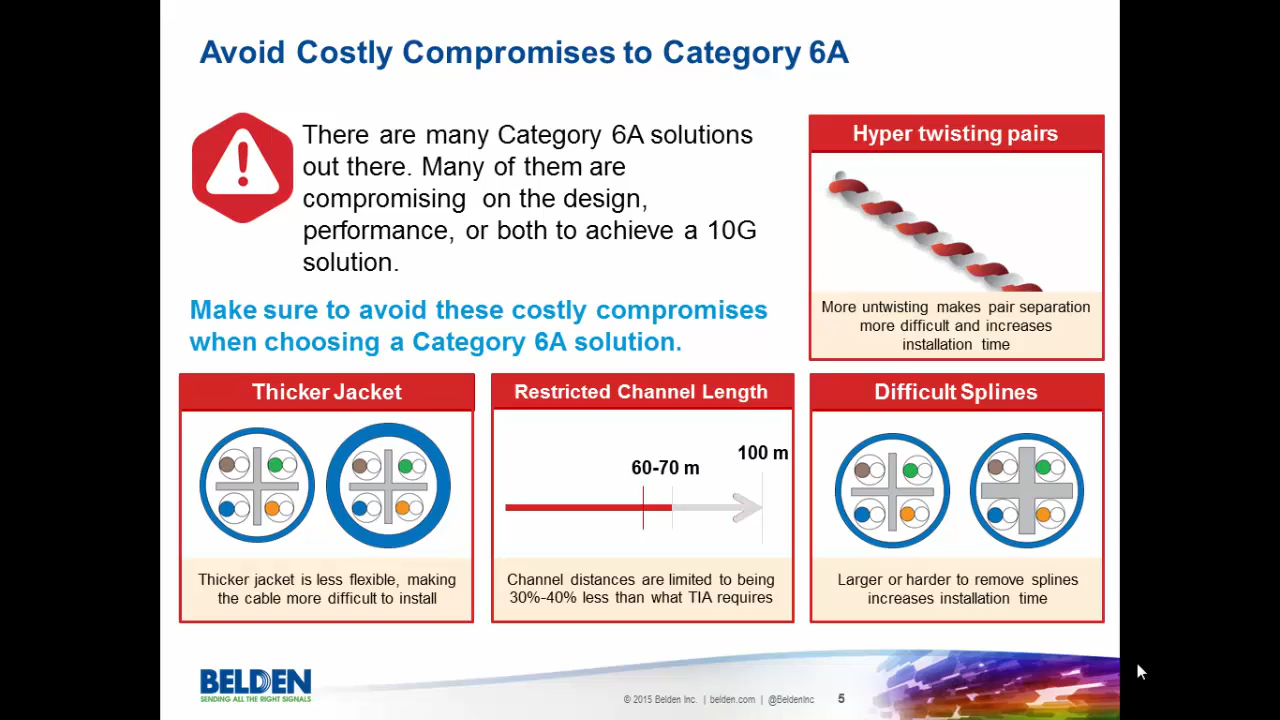 Avoid Costly Compromises to Category 6A
There are many Category 6A solutions
out there. Many of them are
compromising on the design,
performance, or both to achieve a 10G
solution.
Make sure to avoid these costly compromises
when choosing a Category 6A solution.
Hyper twisting pairs
More untwisting makes pair separation
more difficult and increases
installation time
Thicker Jacket
Thicker jacket is less flexible, making
the cable more difficult to install
Restricted Channel Length
60-70 m
100 m
Channel distances are limited to being
30%-40% less than what TIA requires
Difficult Splines
Larger or harder to remove splines
increases installation time
BELDEN
SENDING ALL THE RIGHT SIGNALS
© 2015 Belden Inc. | belden.com | @BeldenInc
5